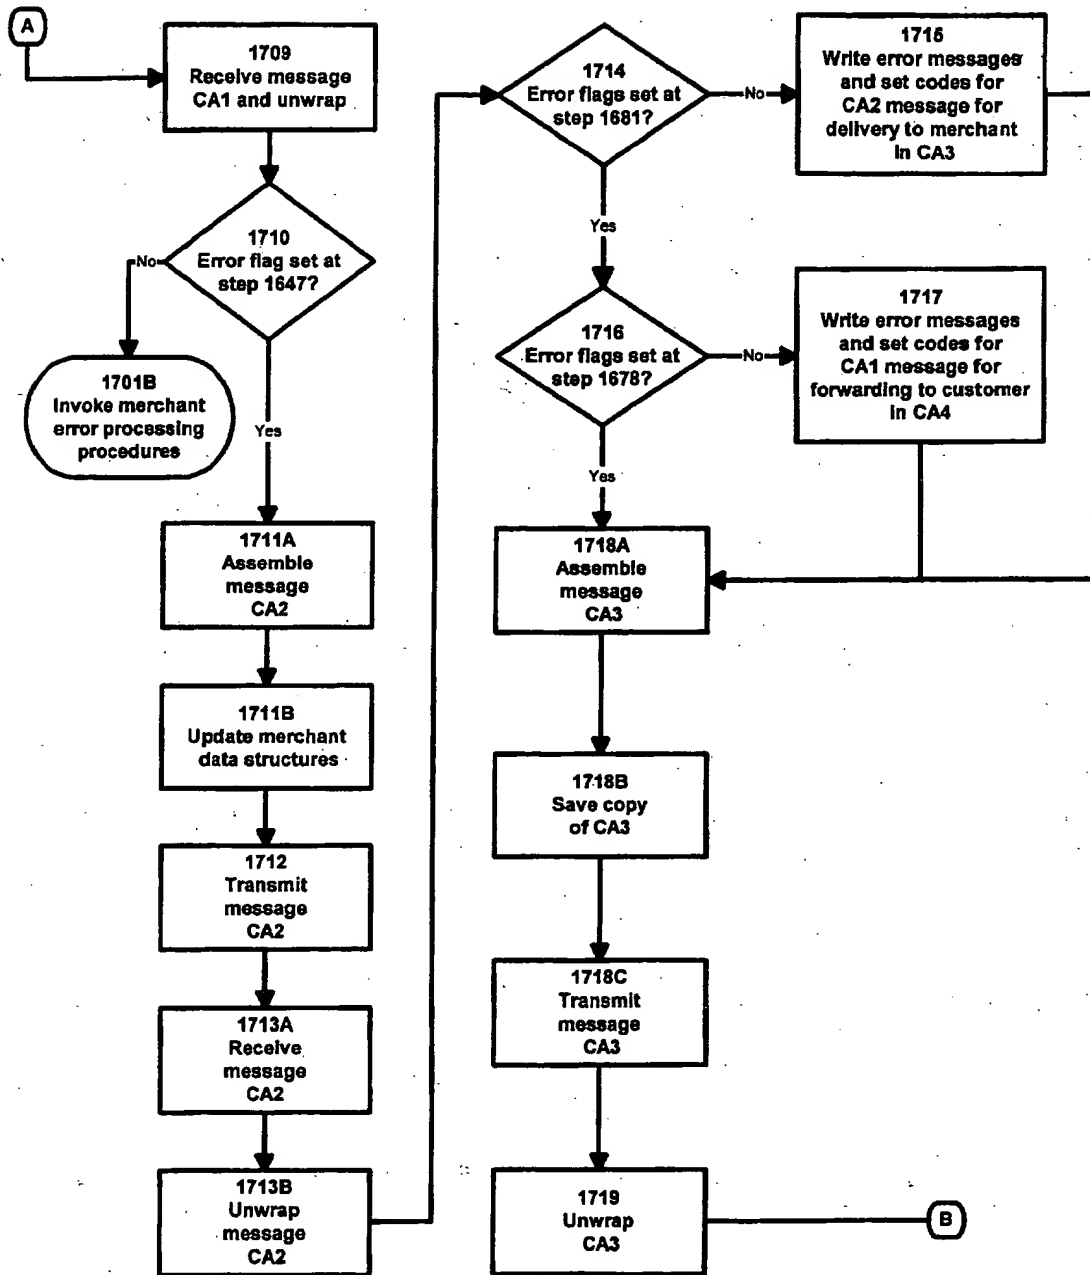 A
1709
Receive message
CA1 and unwrap
1710
Error flag set at
step 1647?
No
1701B
Invoke merchant
error processing
procedures
Yes
1711A
Assemble
message
CA2
1711B
Update merchant
data structures
1712
Transmit
message
CA2
1713A
Receive
message
CA2
1713B
Unwrap
message
CA2
1714
Error flags set at
step 1681?
No
1715
Write error messages
and set codes for
CA2 message for
delivery to merchant
in CA3
Yes
1716
Error flags set at
step 1678?
No
1717
Write error messages
and set codes for
CA1 message for
forwarding to customer
in CA4
Yes
1718A
Assemble
message
CA3
1718B
Save copy
of CA3
1718C
Transmit
message
CA3
1719
Unwrap
CA3
B